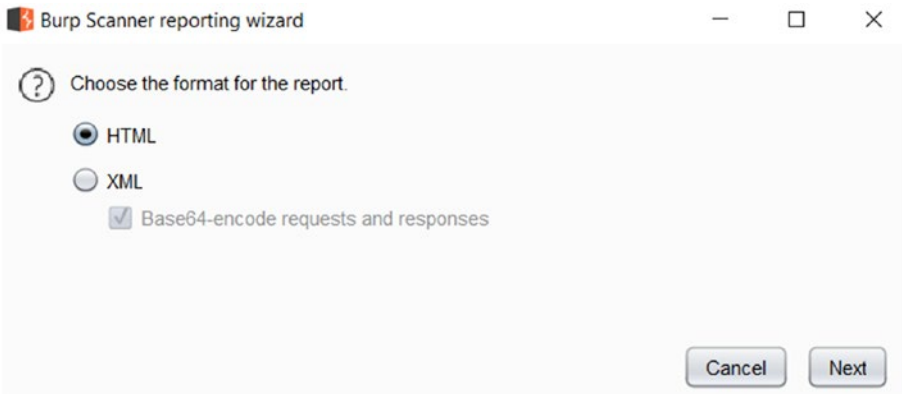 Burp Scanner reporting wizard
Choose the format for the report.
HTML
XML
Base64-encode requests and responses
Cancel Next